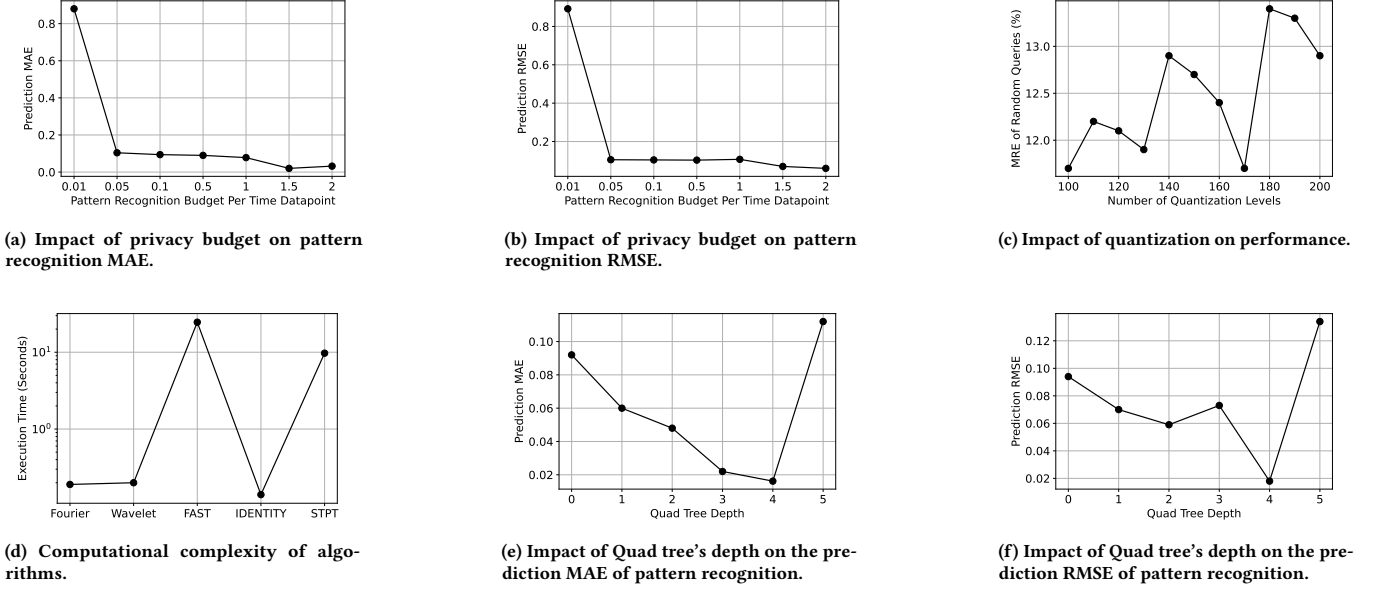 0.8
0.6
0.4
0.2
0.0
Prediction MAE
0.01 0.05 0.1 0.5 1 1.5 2
Pattern Recognition Budget Per Time Datapoint
(a) Impact of privacy budget on pattern
recognition MAE.
0.8
0.6
0.4
0.2
Prediction RMSE
0.01 0.05 0.1 0.5 1 1.5 2
Pattern Recognition Budget Per Time Datapoint
(b) Impact of privacy budget on pattern
recognition RMSE.
13.0
12.5
12.0
MRE of Random Queries (%)
100 120 140 160 180 200
Number of Quantization Levels
(c) Impact of quantization on performance.
10¹
10⁰
Execution Time (Seconds)
Fourier Wavelet FAST IDENTITY STPT
(d) Computational complexity of algo-
rithms.
0.10
0.08
0.06
0.04
0.02
Prediction MAE
0 1 2 3 4 5
Quad Tree Depth
(e) Impact of Quad tree's depth on the pre-
diction MAE of pattern recognition.
0.12
0.10
0.08
0.06
0.04
0.02
Prediction RMSE
0 1 2 3 4 5
Quad Tree Depth
(f) Impact of Quad tree's depth on the pre-
diction RMSE of pattern recognition.